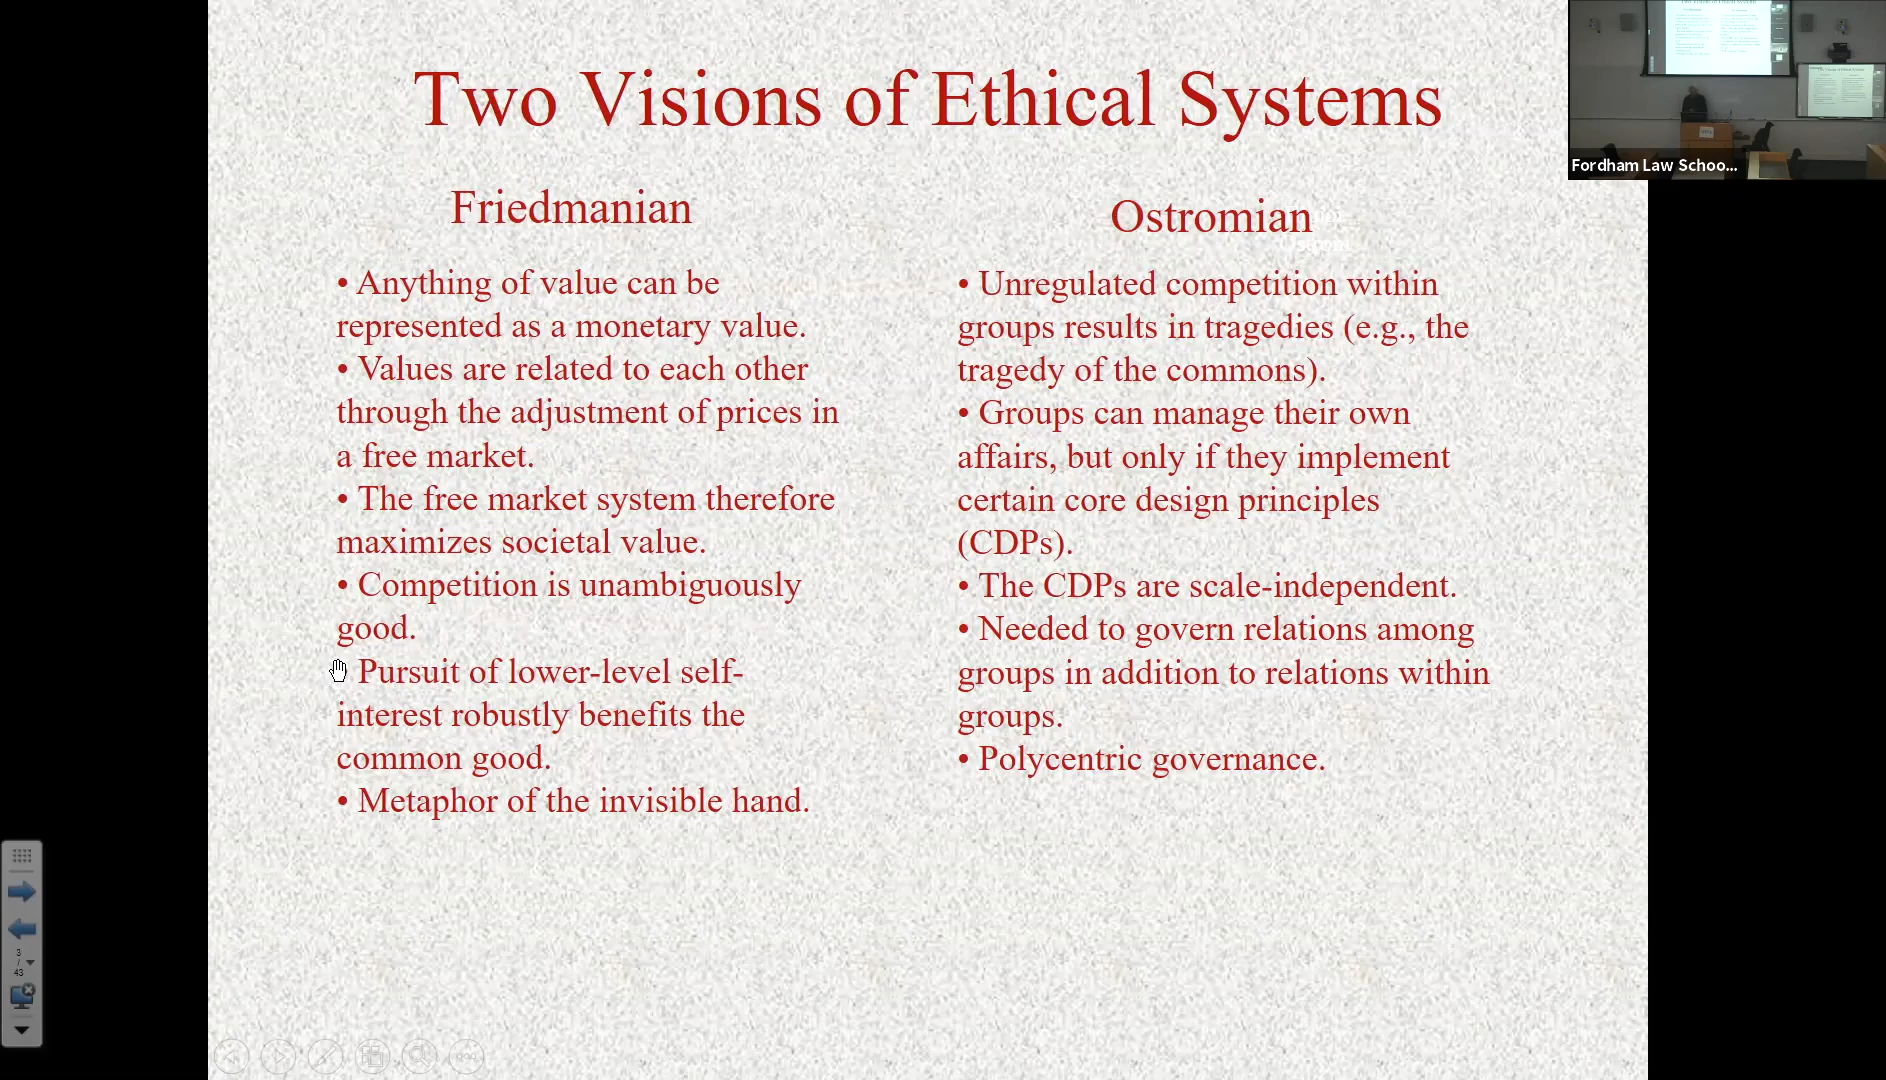 Two Visions of Ethical Systems
Friedmanian
• Anything of value can be
represented as a monetary value.
• Values are related to each other
through the adjustment of prices in
a free market.
• The free market system therefore
maximizes societal value.
• Competition is unambiguously
good.
Pursuit of lower-level self-
interest robustly benefits the
common good.
• Metaphor of the invisible hand.
Ostromian
• Unregulated competition within
groups results in tragedies (e.g., the
tragedy of the commons).
• Groups can manage their own
affairs, but only if they implement
certain core design principles
(CDPs).
• The CDPs are scale-independent.
• Needed to govern relations among
groups in addition to relations within
groups.
• Polycentric governance.
Fordham Law Schoo...
3
/
43